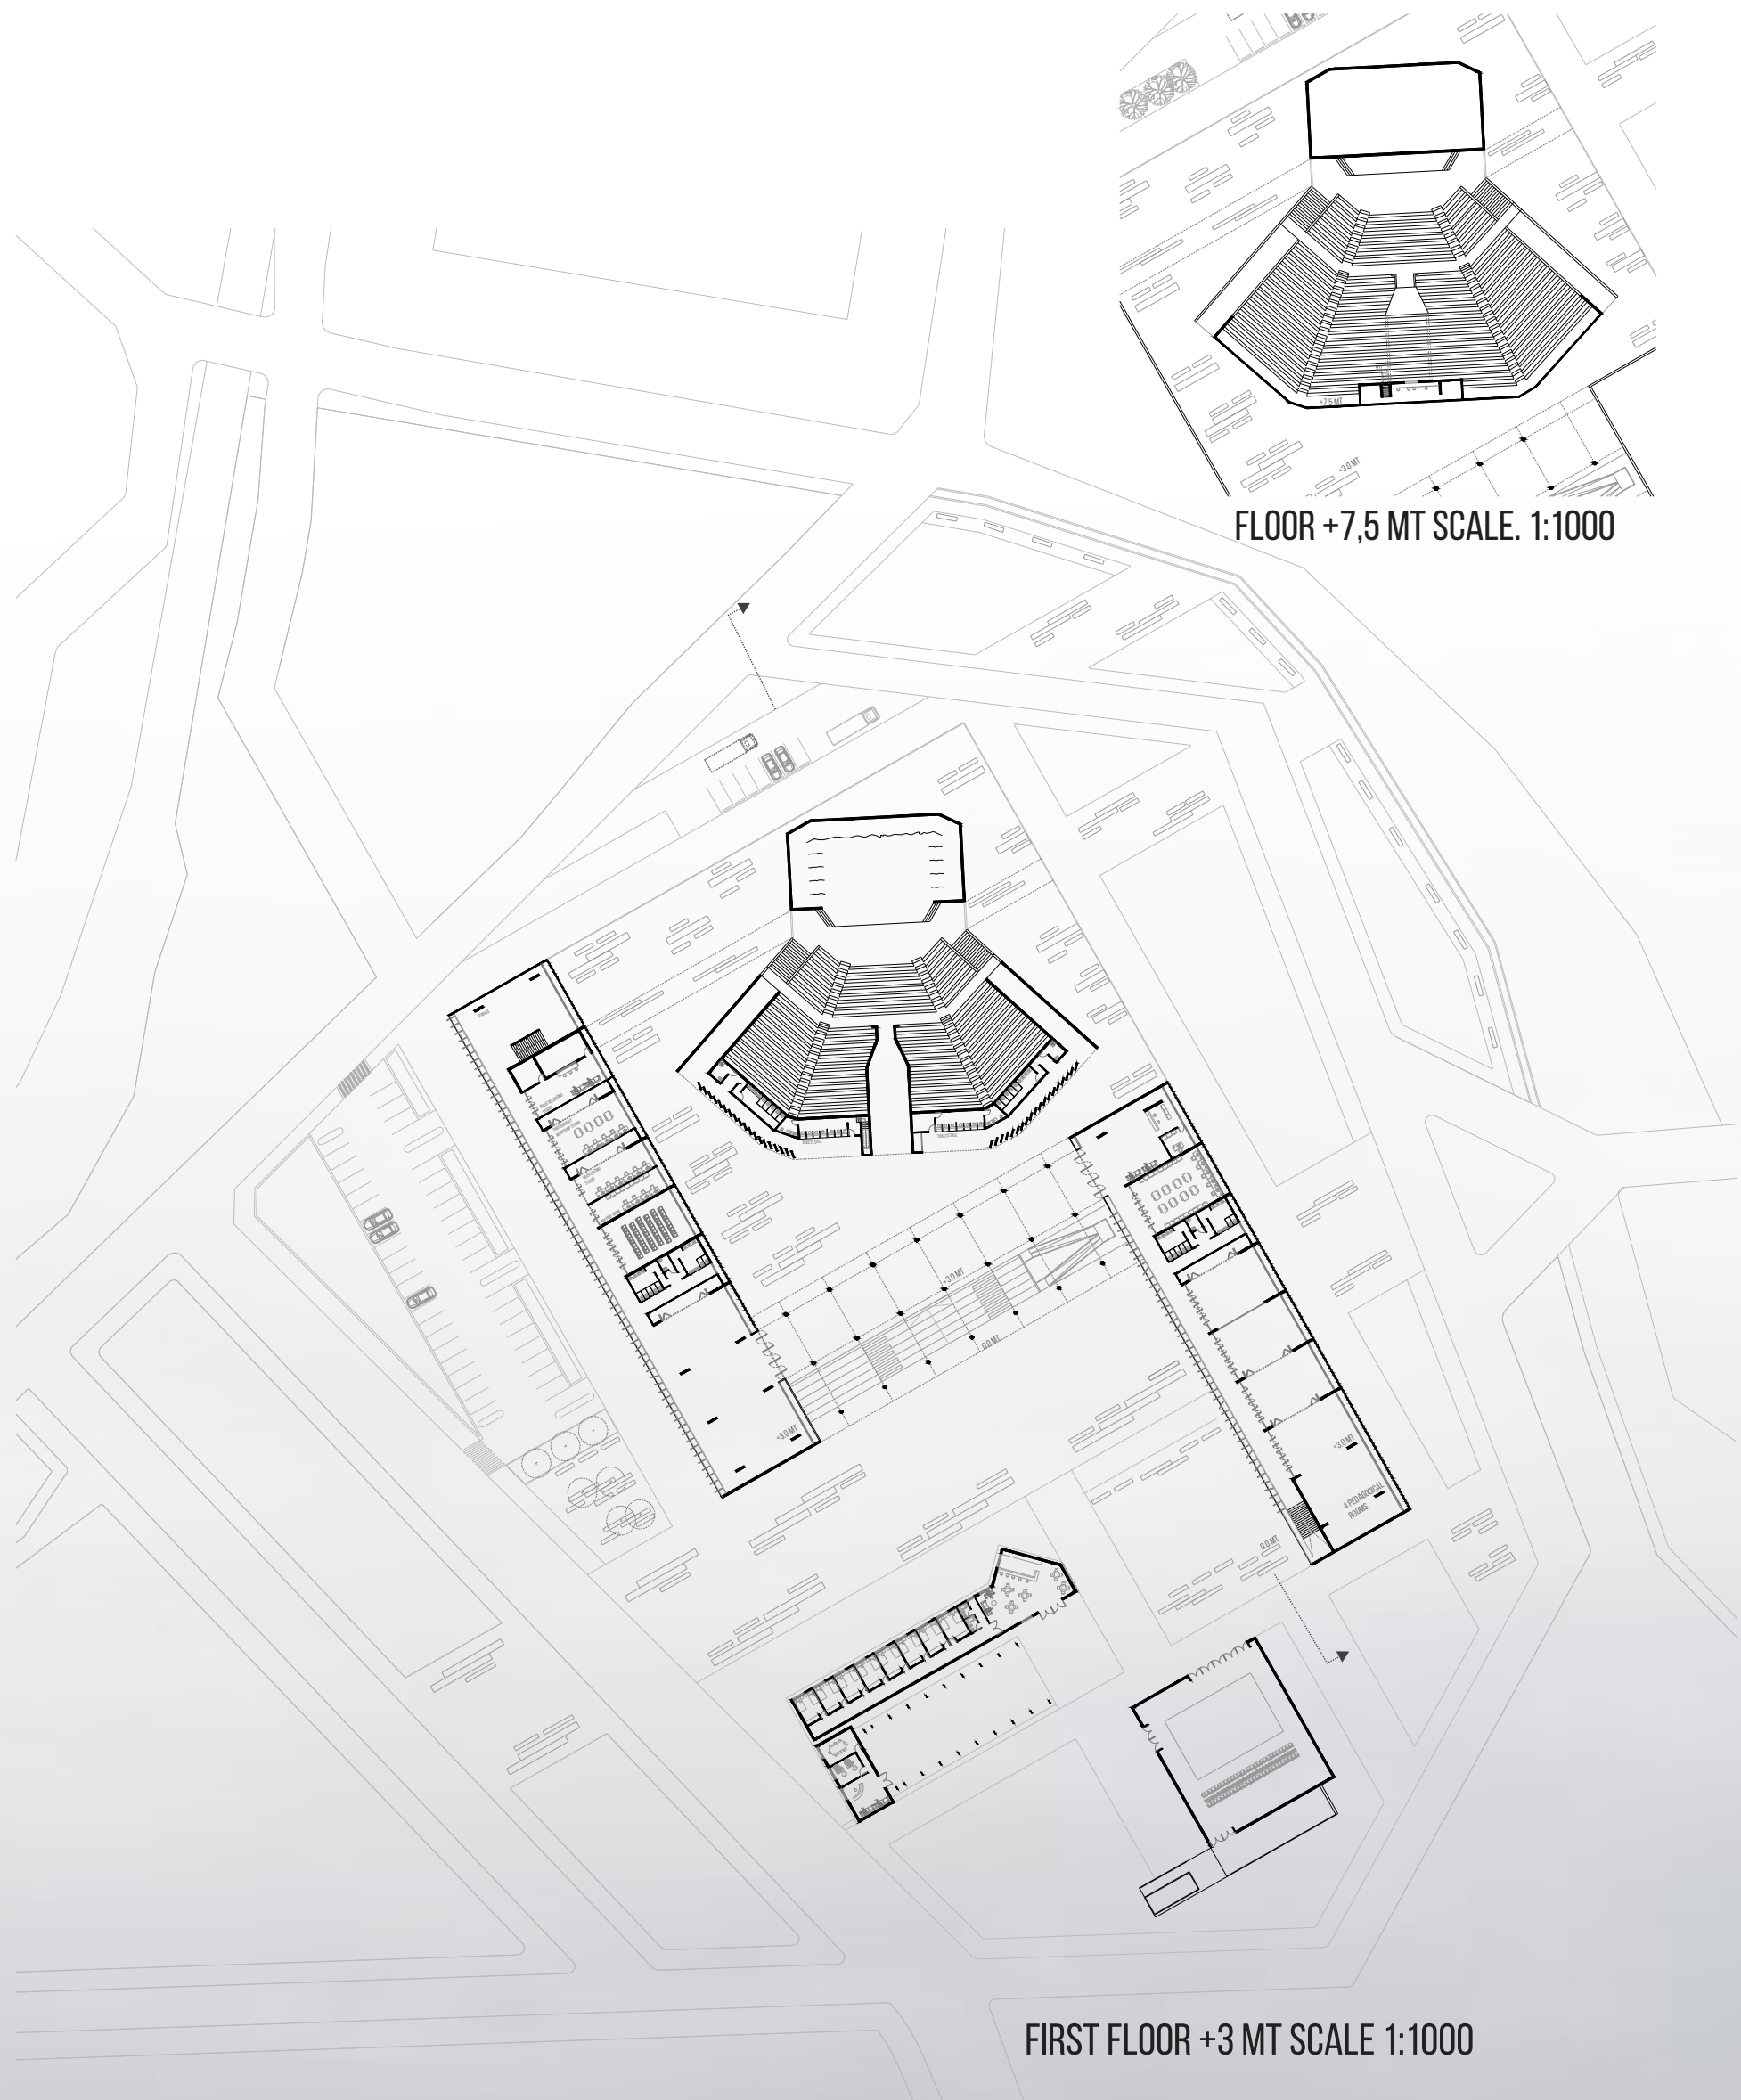 +7.5 MT
+3.0 MT
FLOOR +7,5 MT SCALE. 1:1000
+3.0 MT
0.0 MT
+3.0 MT
+3.0 MT
4 PEDAGOGICAL
ROOMS
0.0 MT
FIRST FLOOR +3 MT SCALE 1:1000